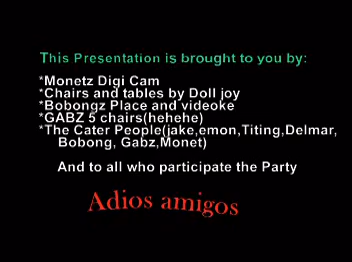 This Presentation is brought to you by:
*Monetz Digi Cam
*Chairs and tables by Doll joy
*Bobongz Place and videoke
*GABZ 5 chairs(hehehe)
*The Cater People(jake,emon,Titing,Delmar,
Bobong, Gabz,Monet)
And to all who participate the Party
Adios amigos